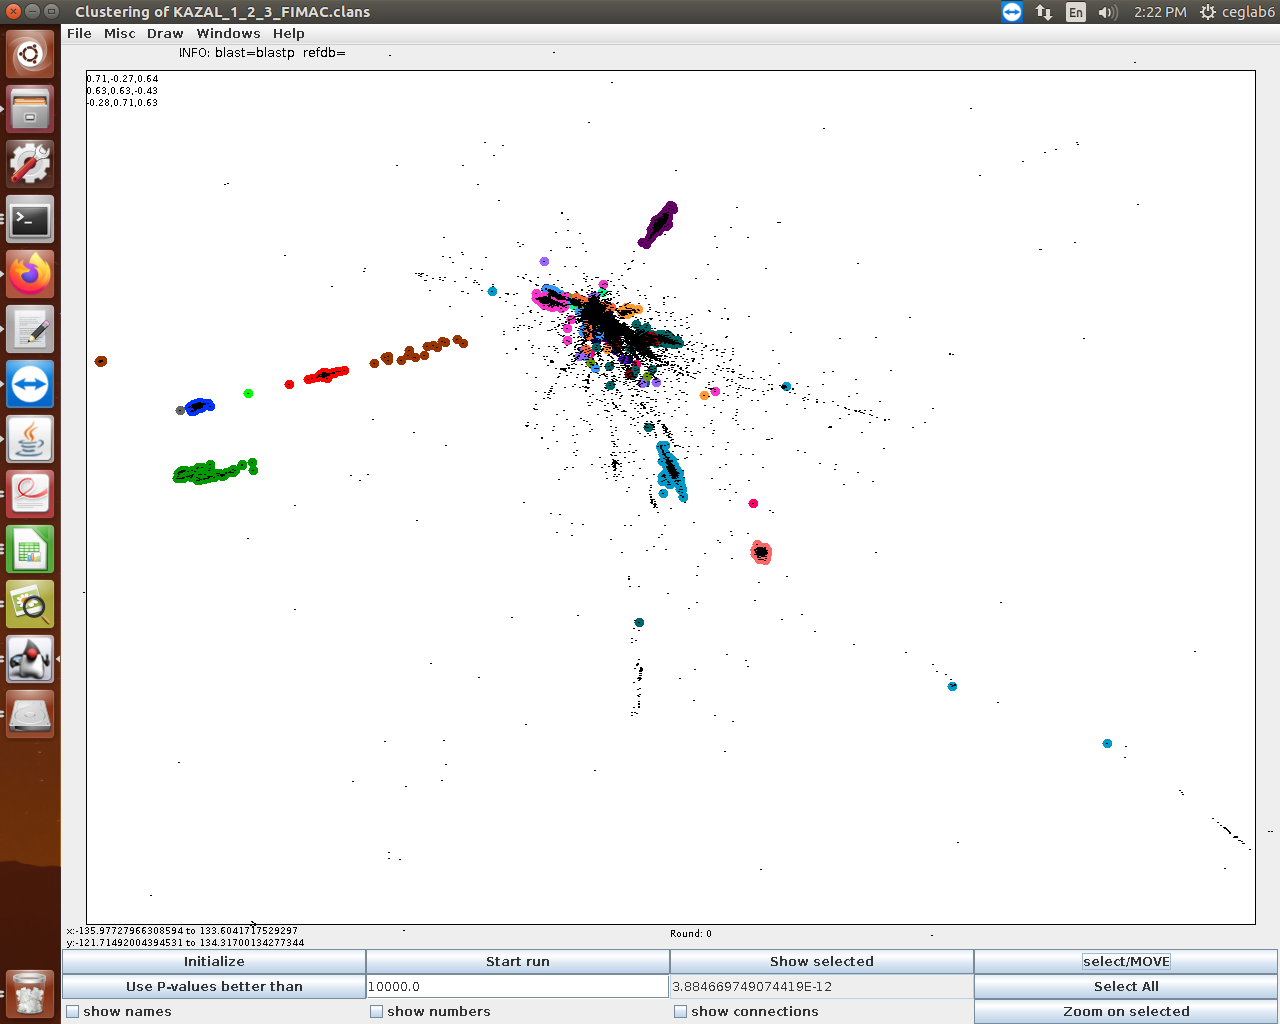 Clustering of KAZAL_1_2_3_FIMAC.clans
En
2:22 PM
ceglab6
File Misc Draw Windows Help
INFO: blast=blastp refdb=
0.71,-0.27,0.64
0.63,0.63,-0.43
-0.28,0.71,0.63
x:-135.97727966308594 to 133.6041717529297
y:-121.71492004394531 to 134.31700134277344
Round: 0
Initialize
Start run
Show selected
select/MOVE
Use P-values better than
10000.0
3.884669749074419E-12
Select All
show names
show numbers
show connections
Zoom on selected